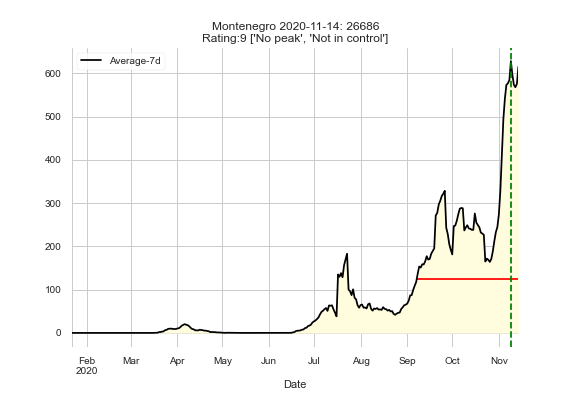 Montenegro 2020-11-14: 26686
Rating:9 ['No peak', 'Not in control']
Average-7d
600
500
400
300
200
100
0
Feb Mar Apr May Jun Jul Aug Sep Oct Nov
2020
Date